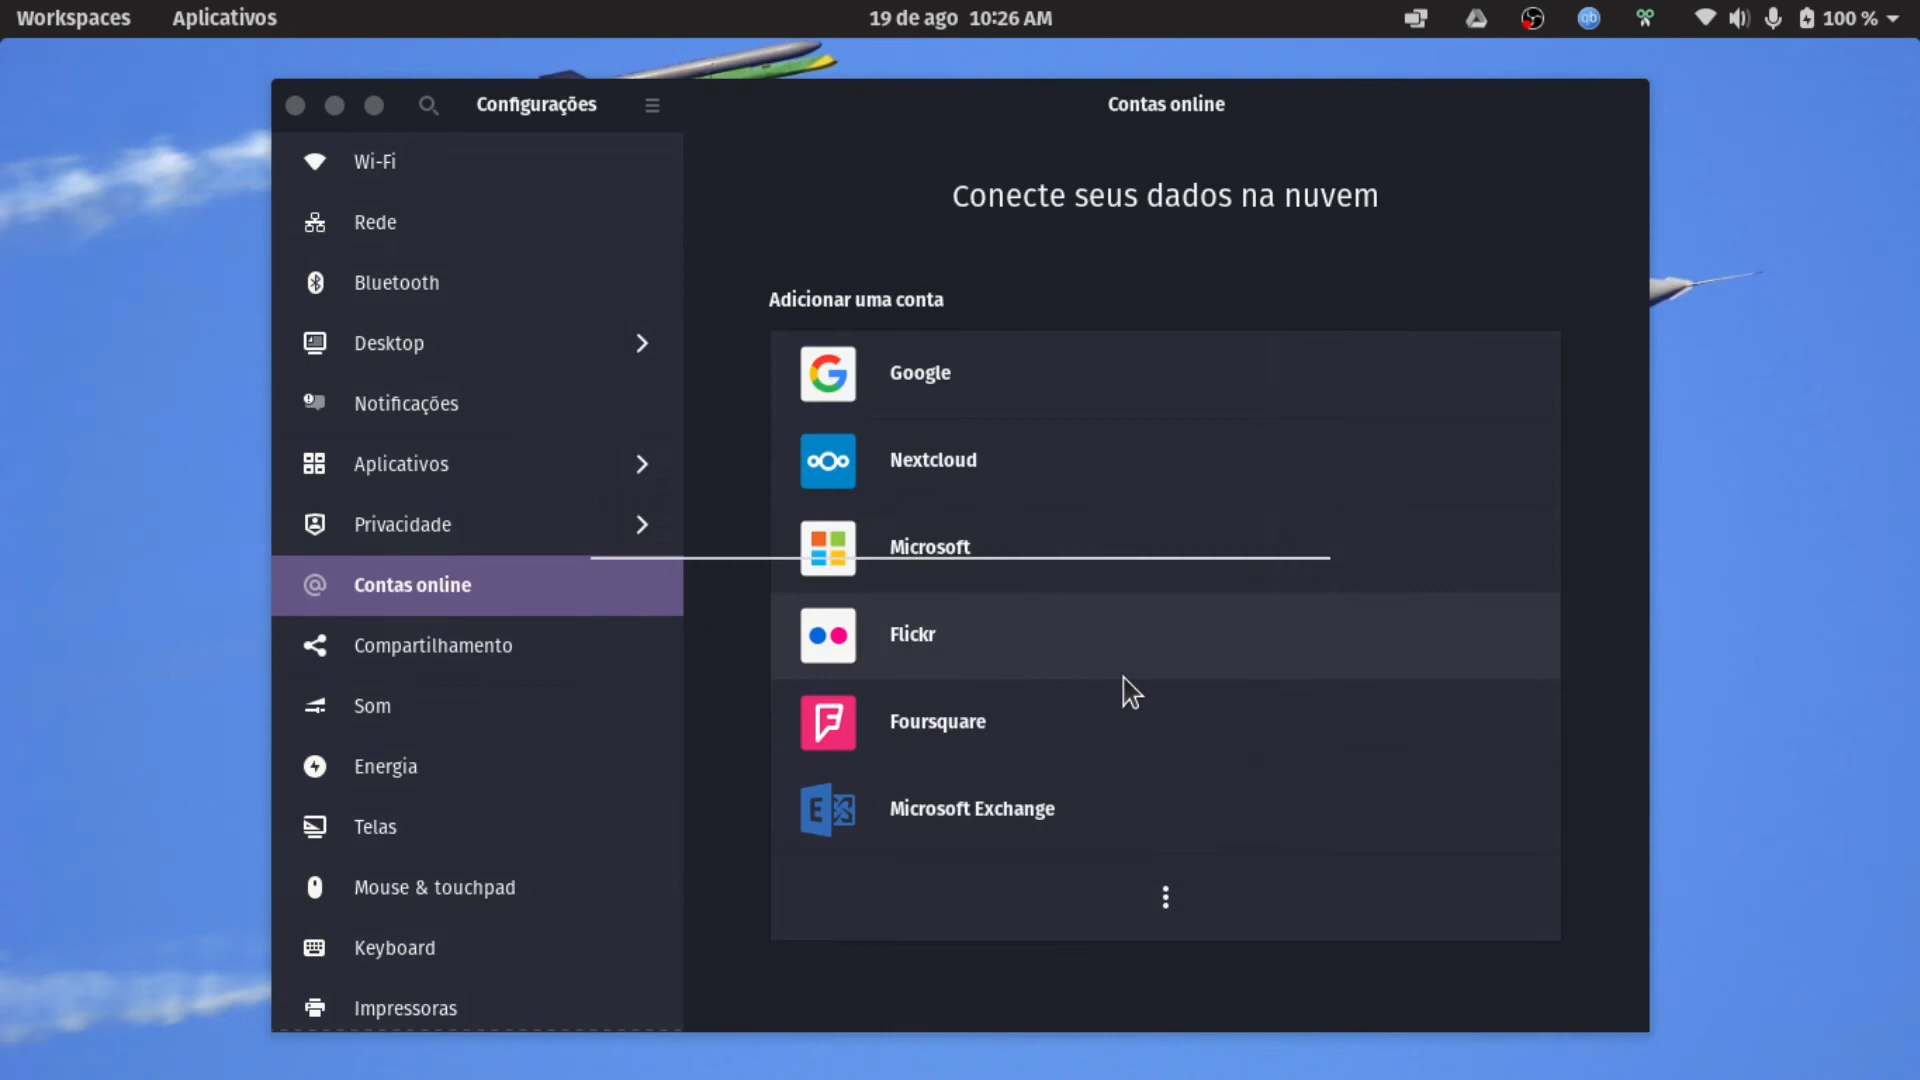 Workspaces Aplicativos 19 de ago 10:26 AM qb 100 %
Configurações Contas online
Wi-Fi
Rede
Bluetooth
Desktop
Notificações
Aplicativos
Privacidade
Contas online
Compartilhamento
Som
Energia
Telas
Mouse & touchpad
Keyboard
Impressoras
Conecte seus dados na nuvem
Adicionar uma conta
Google
Nextcloud
Microsoft
Flickr
Foursquare
Microsoft Exchange